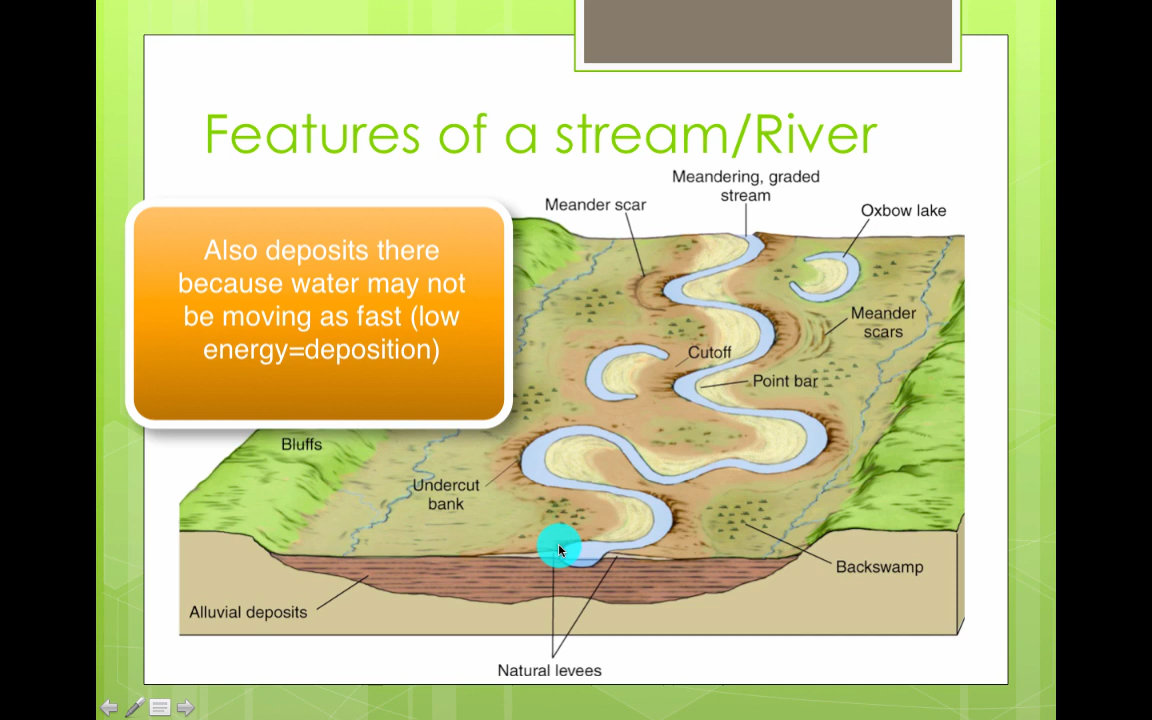 Features of a stream/River
Also deposits there
because water may not
be moving as fast (low
energy=deposition)
Meandering, graded
stream
Meander scar
Oxbow lake
Meander
scars
Cutoff
Point bar
Bluffs
Undercut
bank
Backswamp
Alluvial deposits
Natural levees